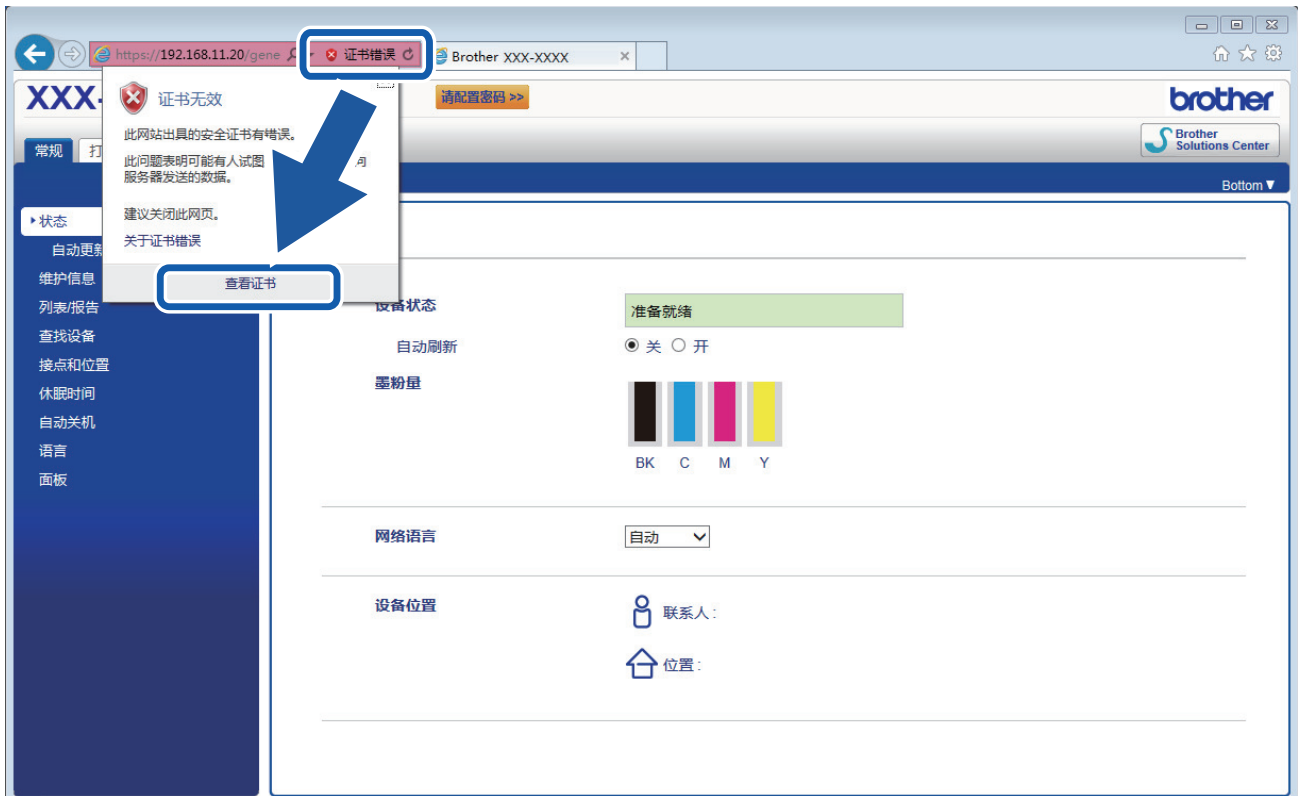 https://192.168.11.20/gene
证书错误
Brother XXX-XXXX
XXX-
证书无效
请配置密码 >>
brother
此网站出具的安全证书有错误。
Brother
Solutions Center
常规
打
此问题表明可能有人试图
问
服务器发送的数据。
Bottom▼
建议关闭此网页。
状态
关于证书错误
自动更新
维护信息
查看证书
列表/报告
设备状态
准备就绪
查找设备
自动刷新
关 开
接点和位置
墨粉量
休眠时间
自动关机
语言
BK C M Y
面板
网络语言
自动
设备位置
联系人 :
位置 :